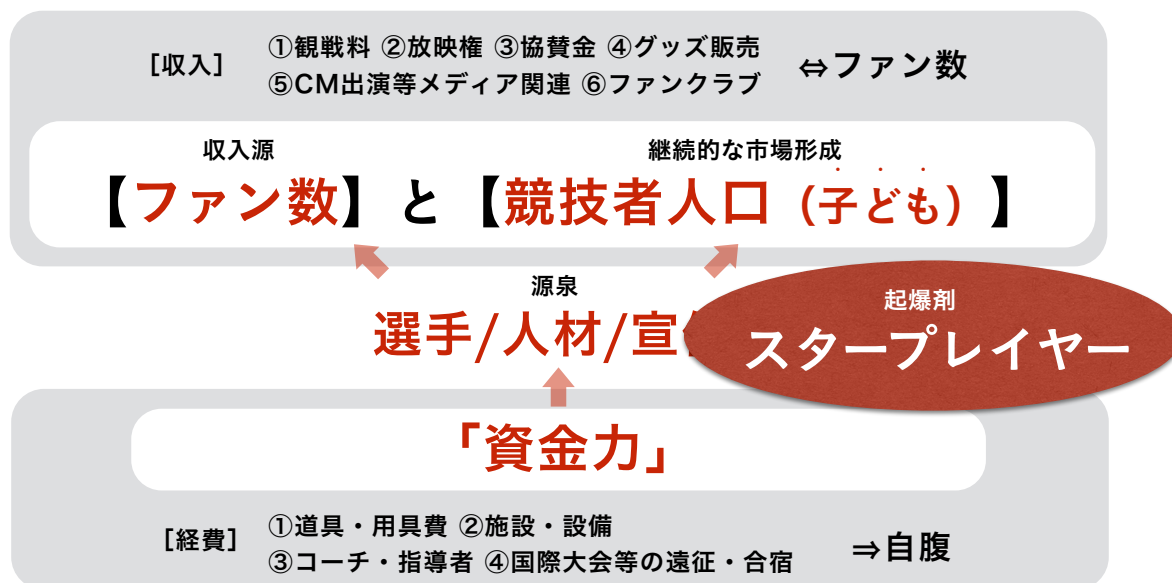 [収入] ①観戦料 ②放映権 ③協賛金 ④グッズ販売
⑤CM出演等メディア関連 ⑥ファンクラブ
⇔ファン数
収入源
継続的な市場形成
【ファン数】と【競技者人口(子ども)】
源泉
選手/人材/宣
起爆剤
スタープレイヤー
「資金力」
[経費] ①道具・用具費 ②施設・設備
③コーチ・指導者 ④国際大会等の遠征・合宿
⇒自腹